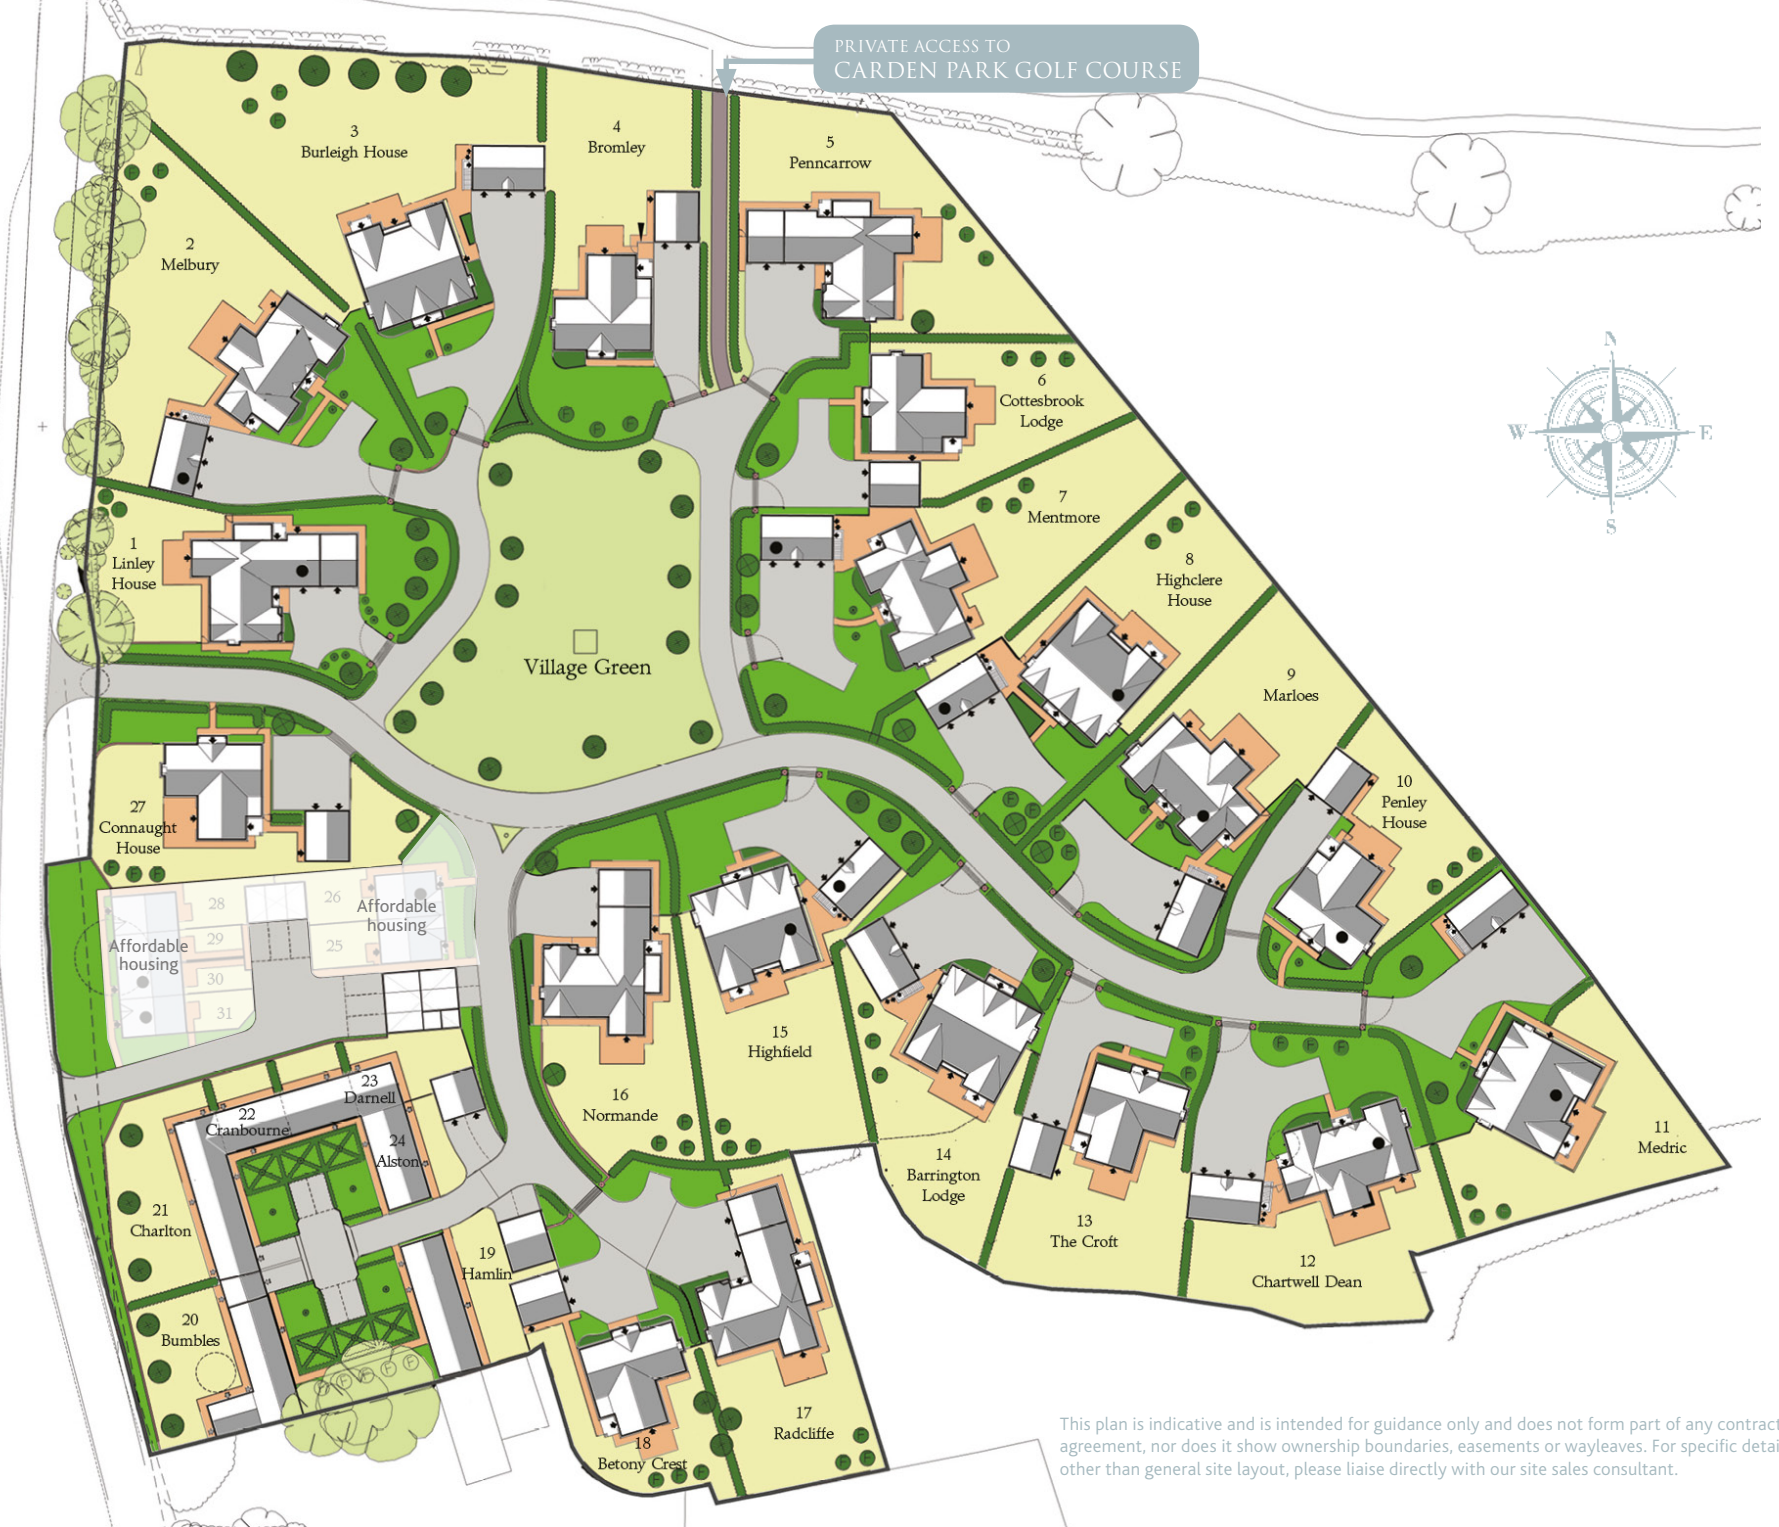 PRIVATE ACCESS TO
CARDEN PARK GOLF COURSE
3
Burleigh House
4
Bromley
5
Penncarrow
2
Melbury
6
Cottesbrook
Lodge
N
W
E
S
7
Mentmore
1
Linley
House
8
Highclere
House
Village Green
9
Marloes
10
Penley
House
27
Connaught
House
28
26
Affordable
housing
29
25
Affordable
housing
30
31
15
Highfield
16
Normande
23
Darnell
22
Cranbourne
24
Alston
14
Barrington
Lodge
11
Medric
21
Charlton
13
The Croft
19
Hamlin
12
Chartwell Dean
20
Bumbles
17
Radcliffe
18
Betony Crest
This plan is indicative and is intended for guidance only and does not form part of any contract
agreement, nor does it show ownership boundaries, easements or wayleaves. For specific detai
other than general site layout, please liaise directly with our site sales consultant.